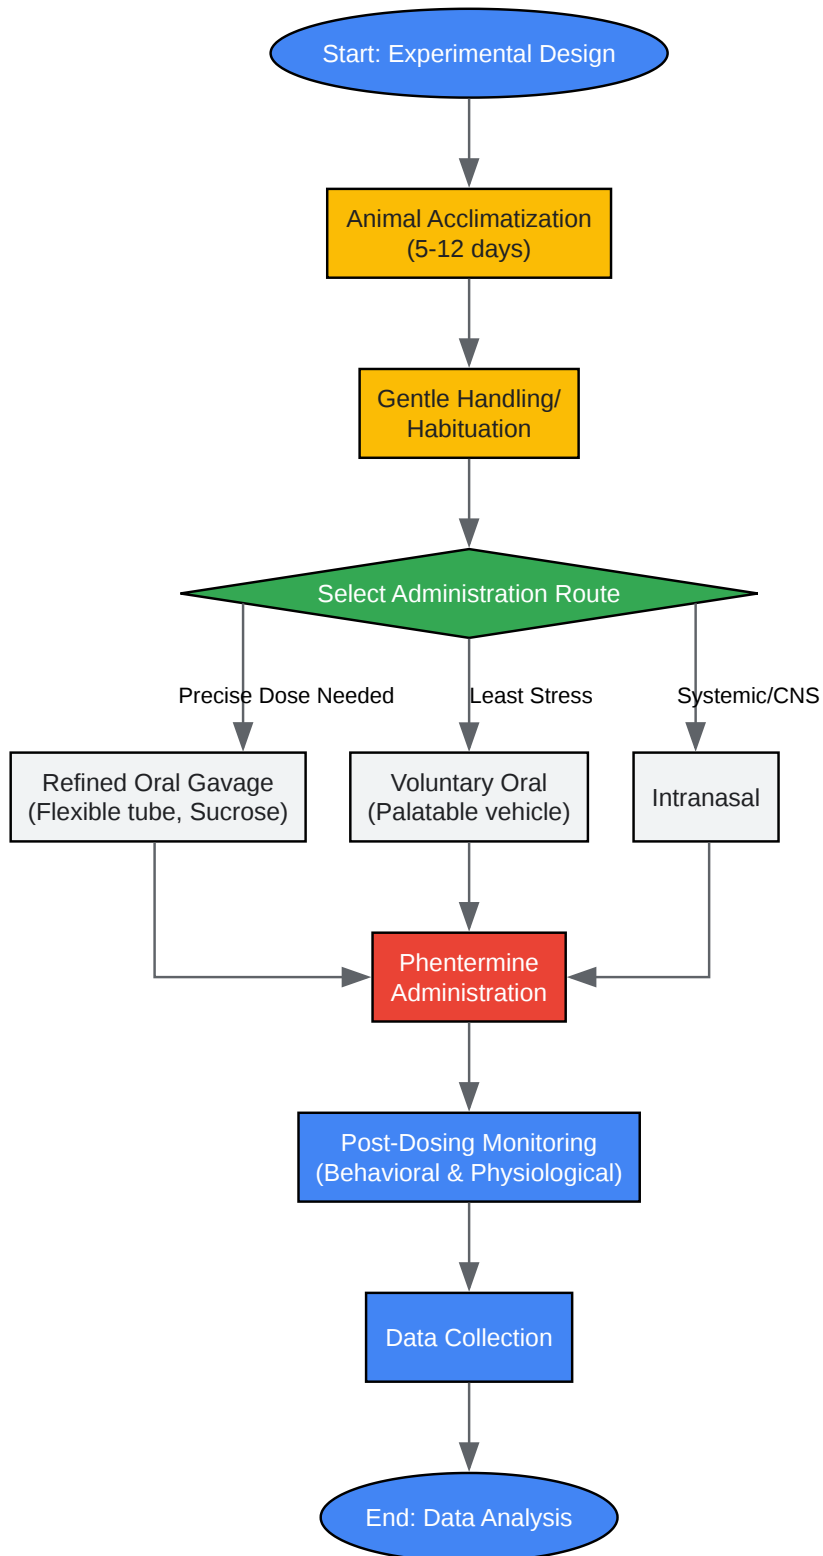 Start: Experimental Design
Animal Acclimatization
(5-12 days)
Gentle Handling/
Habituation
Select Administration Route
Precise Dose Needed
Least Stress
Systemic/CNS
Refined Oral Gavage
(Flexible tube, Sucrose)
Voluntary Oral
(Palatable vehicle)
Intranasal
Phentermine
Administration
Post-Dosing Monitoring
(Behavioral & Physiological)
Data Collection
End: Data Analysis